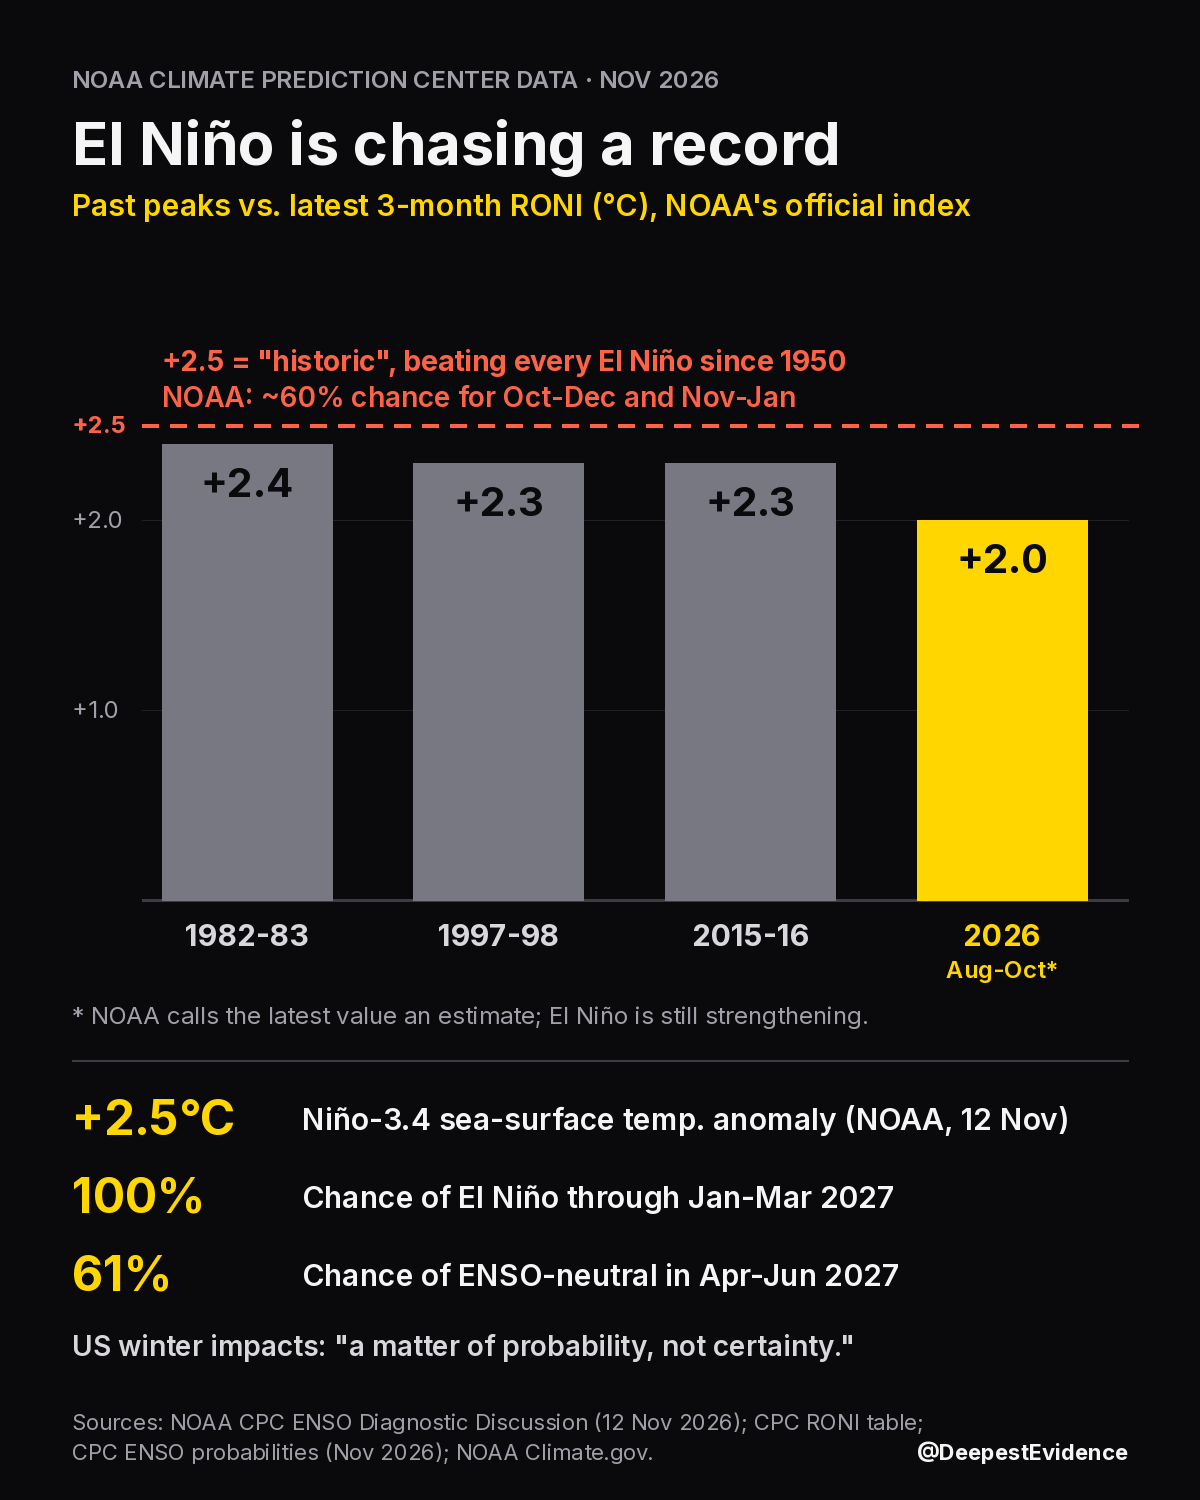 NOAA CLIMATE PREDICTION CENTER DATA · NOV 2026
El Niño is chasing a record
Past peaks vs. latest 3-month RONI (°C), NOAA's official index
+2.5 = "historic", beating every El Niño since 1950
NOAA: ~60% chance for Oct-Dec and Nov-Jan
+2.5
+2.4
+2.3
+2.3
+2.0
+2.0
+1.0
1982-83
1997-98
2015-16
2026
Aug-Oct*
* NOAA calls the latest value an estimate; El Niño is still strengthening.
+2.5°C Niño-3.4 sea-surface temp. anomaly (NOAA, 12 Nov)
100% Chance of El Niño through Jan-Mar 2027
61% Chance of ENSO-neutral in Apr-Jun 2027
US winter impacts: "a matter of probability, not certainty."
Sources: NOAA CPC ENSO Diagnostic Discussion (12 Nov 2026); CPC RONI table;
CPC ENSO probabilities (Nov 2026); NOAA Climate.gov.
@DeepestEvidence